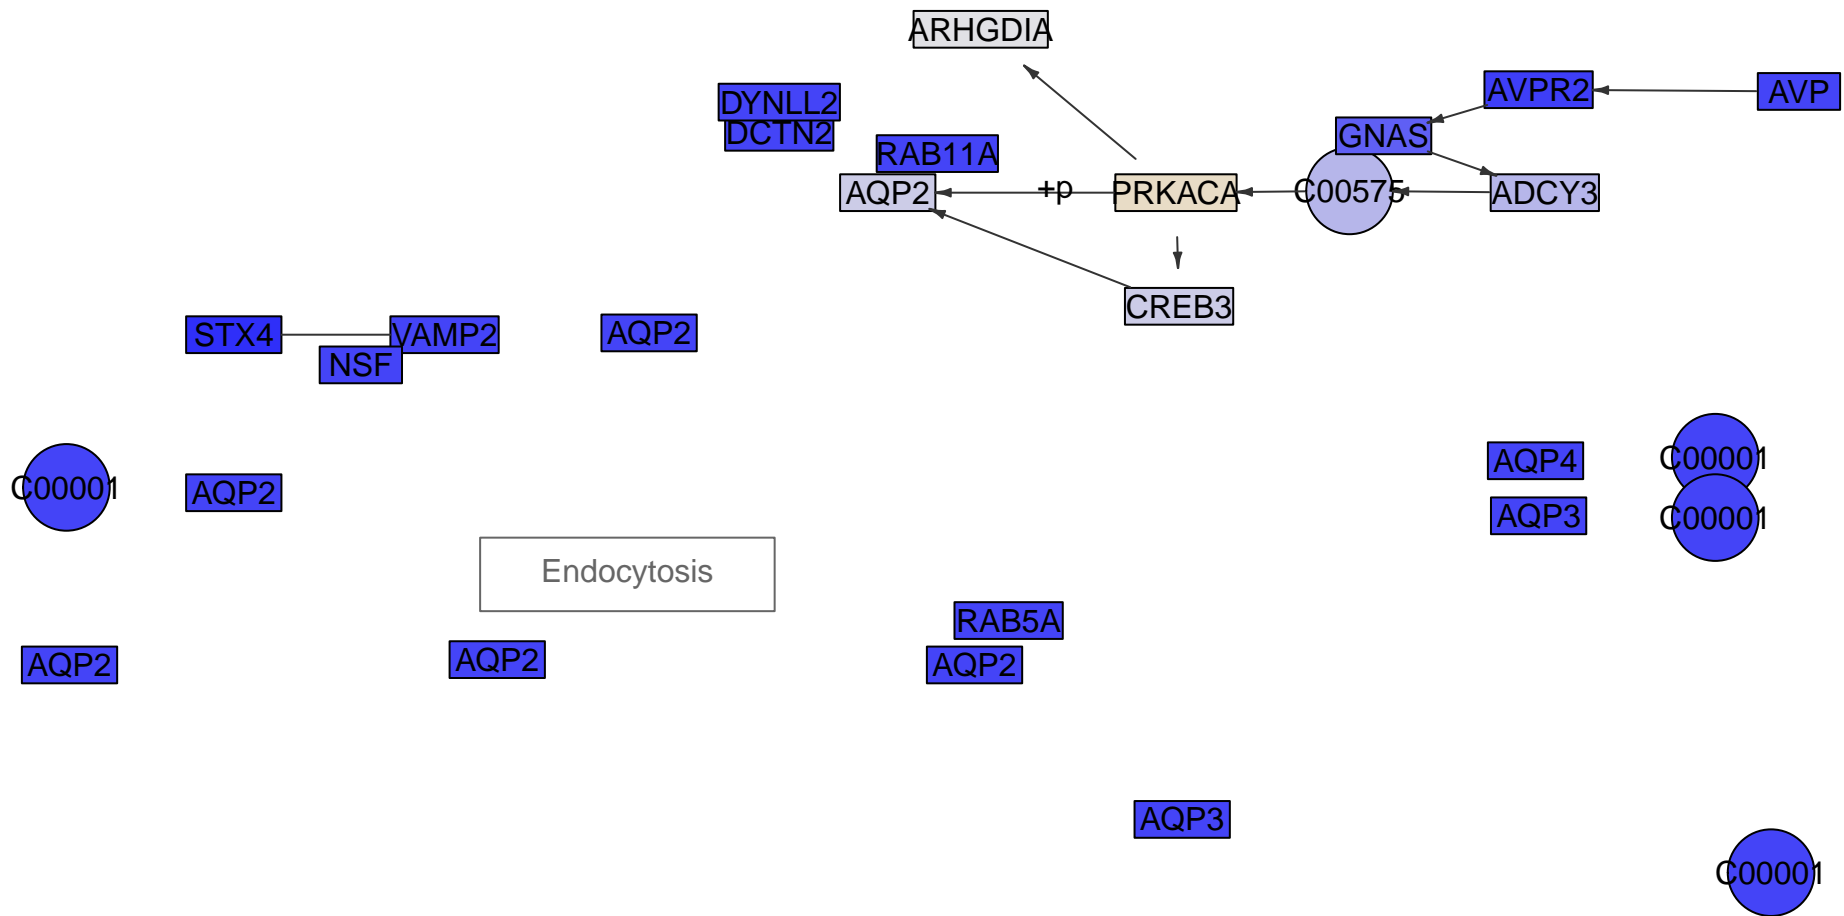 ARHGDIA
DYNLL2
AVPR2
AVP
DCTN2
GNAS
RAB11A
AQP2
+p
PRKACA
C00575
ADCY3
CREB3
STX4
VAMP2
AQP2
NSF
C00001
AQP2
AQP4
C00001
AQP3
C00001
Endocytosis
RAB5A
AQP2
AQP2
AQP2
AQP3
C00001